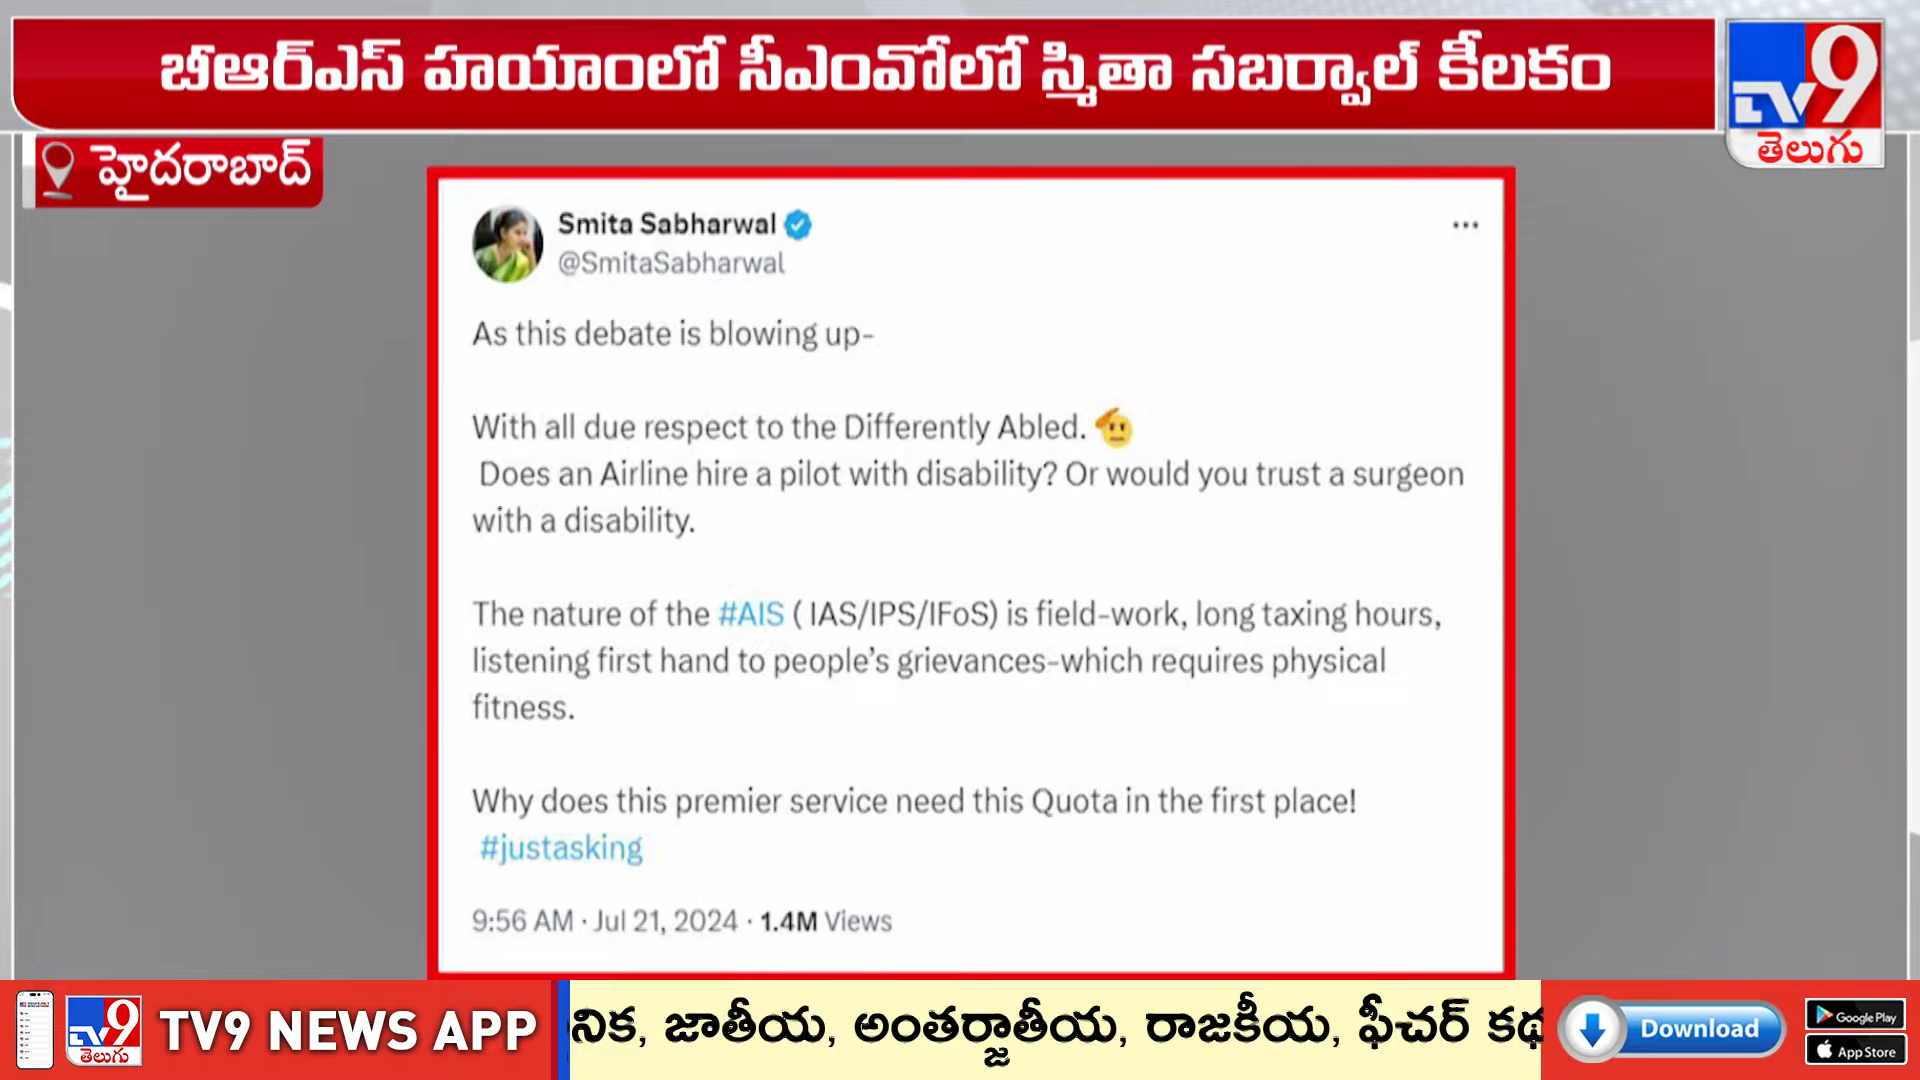 బీఆర్ఎస్ హయాంలో సీఎంవోలో స్మితా సబర్వాల్ కీలకం
TV9
తెలుగు
హైదరాబాద్
Smita Sabharwal
@SmitaSabharwal
As this debate is blowing up-
With all due respect to the Differently Abled.
Does an Airline hire a pilot with disability? Or would you trust a surgeon
with a disability.
The nature of the #AIS ( IAS/IPS/IFoS) is field-work, long taxing hours,
listening first hand to people's grievances-which requires physical
fitness.
Why does this premier service need this Quota in the first place!
#justasking
9:56 AM · Jul 21, 2024 · 1.4M Views
TV9
తెలుగు
TV9 NEWS APP
నిక, జాతీయ, అంతర్జాతీయ, రాజకీయ, ఫీచర్ కథ
Download
Google Play
App Store